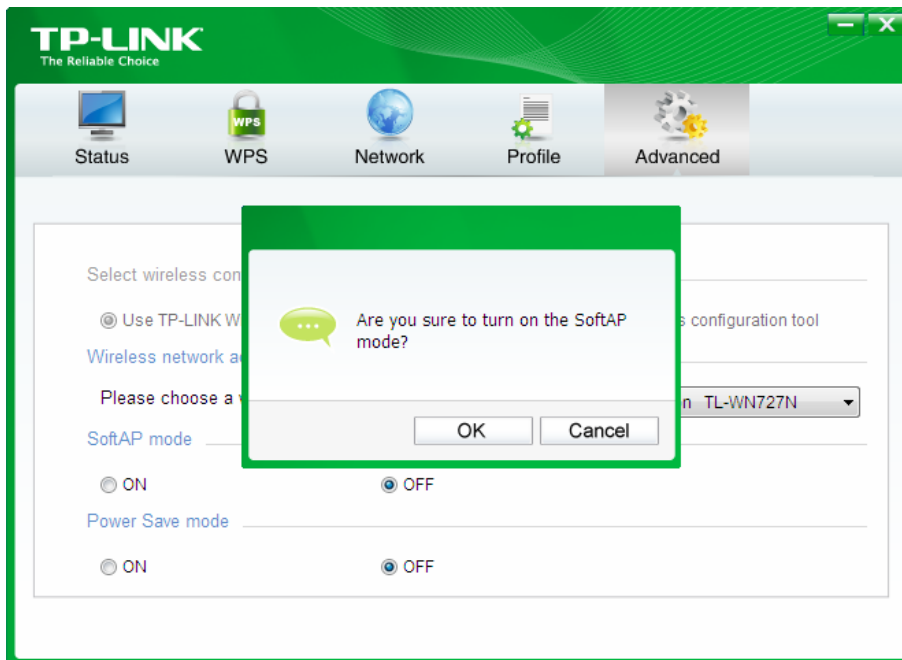 TP-LINK
The Reliable Choice
WPS
Status WPS Network Profile Advanced
Select wireless con
Use TP-LINK W s configuration tool
Wireless network a
Please choose a n TL-WN727N
SoftAP mode
ON OFF
Power Save mode
ON OFF
Are you sure to turn on the SoftAP
mode?
OK Cancel